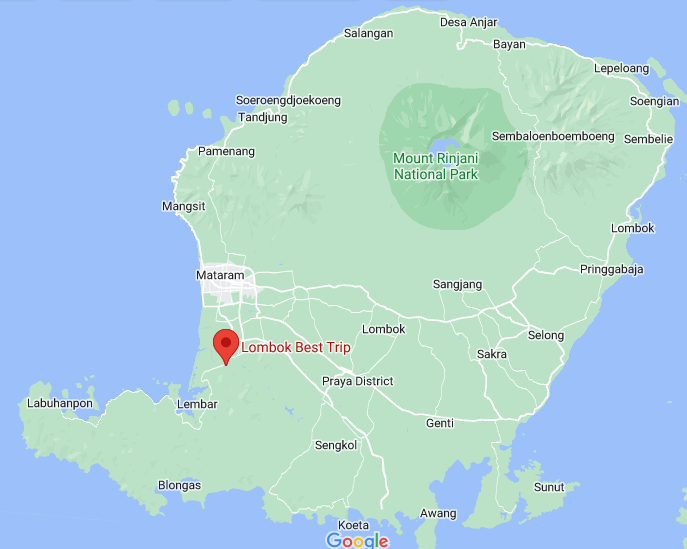 Desa Anjar
Salangan
Bayan
Lepeloang
Soeroengdjoekoeng
Soengian
Tandjung
Sembaloenboemboeng
Sembelie
Pamenang
Mount Rinjani
National Park
Mangsit
Lombok
Pringgabaja
Mataram
Sangjang
Lombok
Selong
Lombok Best Trip
Sakra
Praya District
Labuhanpon
Lembar
Genti
Sengkol
Blongas
Sunut
Awang
Koeta
Google